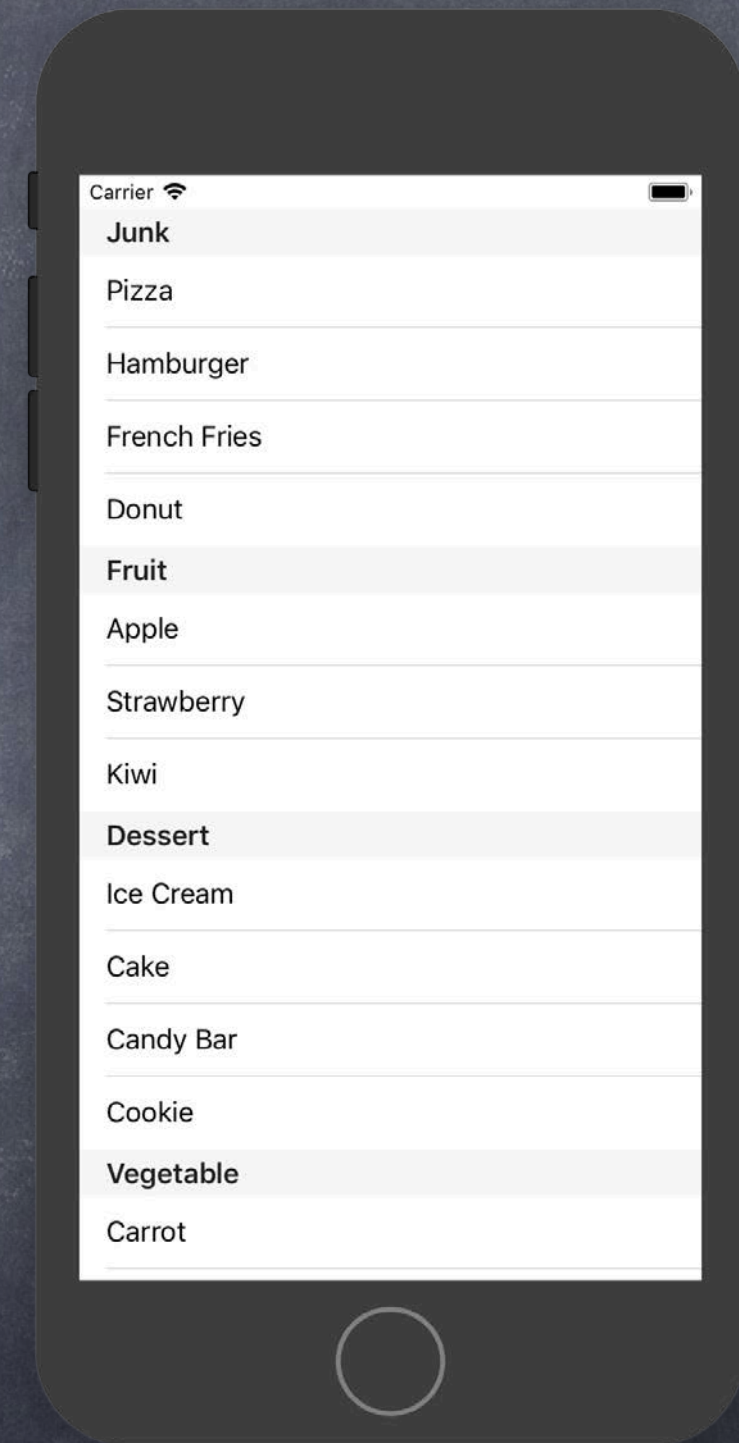 Carrier
Junk
Pizza
Hamburger
French Fries
Donut
Fruit
Apple
Strawberry
Kiwi
Dessert
Ice Cream
Cake
Candy Bar
Cookie
Vegetable
Carrot